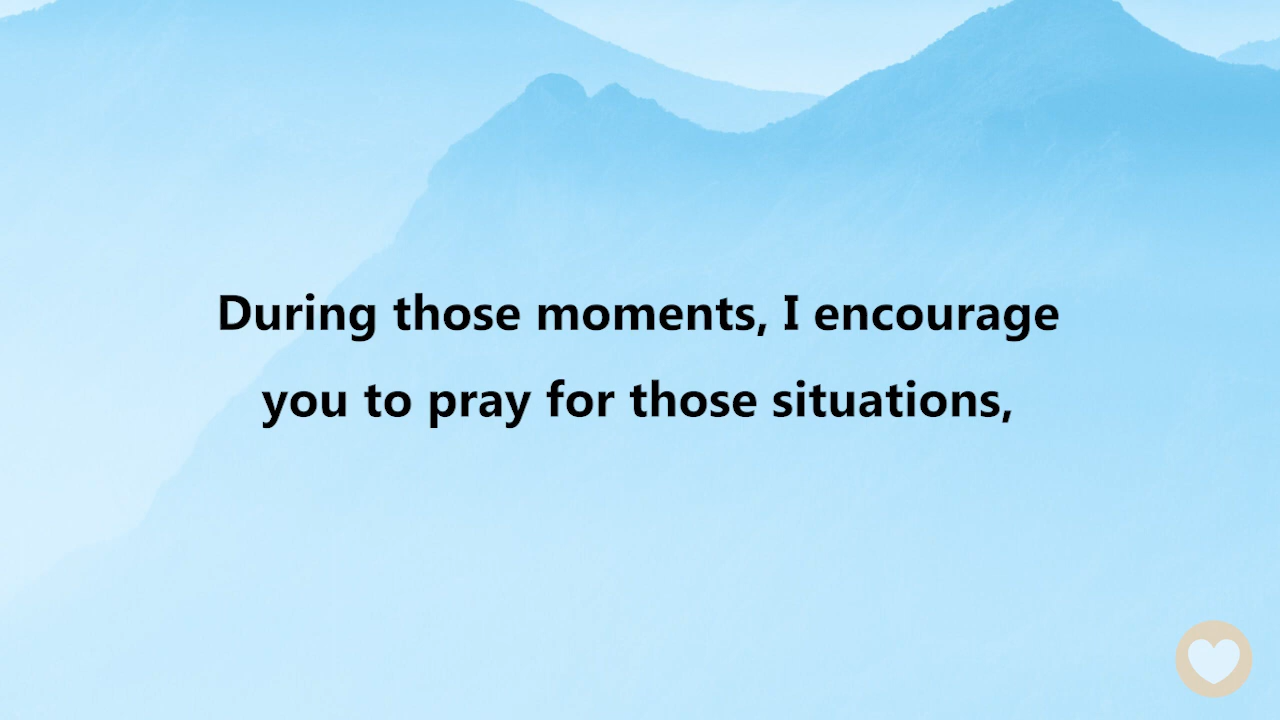 During those moments, I encourage
you to pray for those situations,